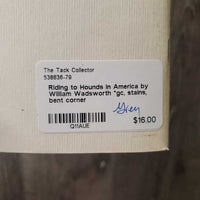 The Tack Collector
538836-79
Riding to Hounds in America by
William Wadsworth *gc, stains,
bent corner
Grey
$16.00
Q11AUE